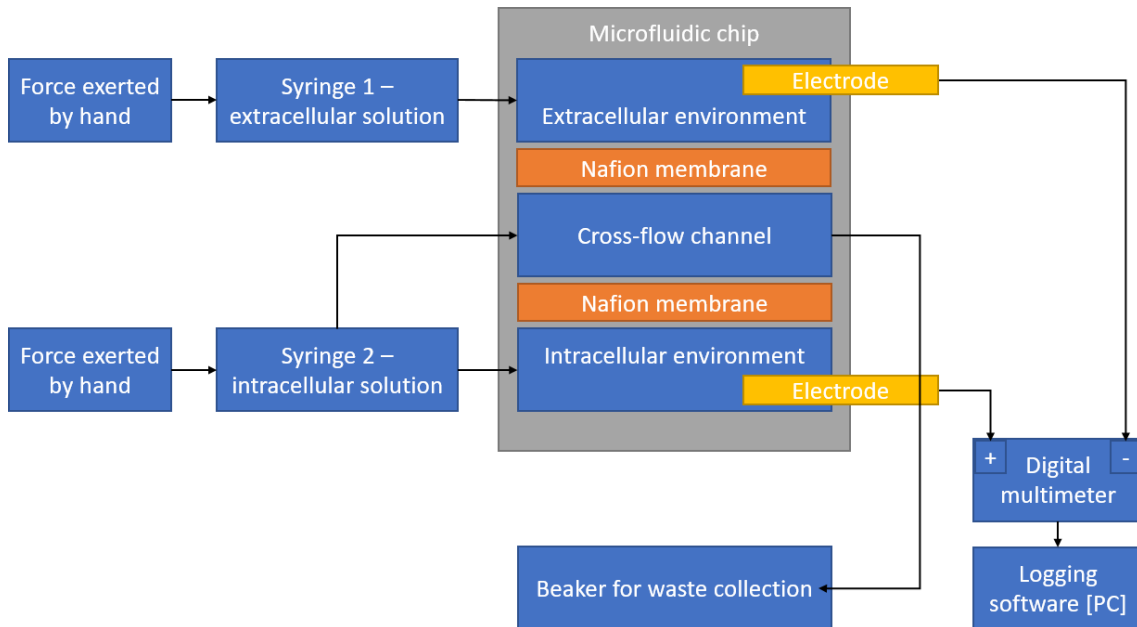 Microfluidic chip
Force exerted
by hand
Syringe 1 –
extracellular solution
Electrode
Extracellular environment
Nafion membrane
Cross-flow channel
Nafion membrane
Force exerted
by hand
Syringe 2 –
intracellular solution
Intracellular environment
Electrode
+
-
Digital
multimeter
Beaker for waste collection
Logging
software [PC]